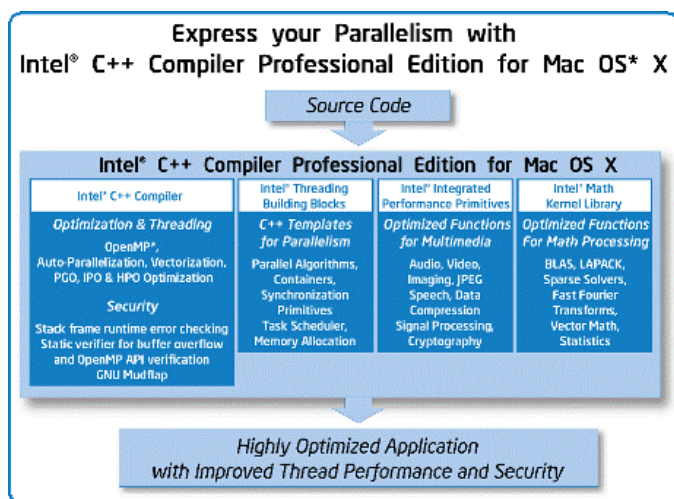 Express your Parallelism with
Intel® C++ Compiler Professional Edition for Mac OS* X
Source Code
Intel® C++ Compiler Professional Edition for Mac OS X
Intel® C++ Compiler
Optimization & Threading
OpenMP*,
Auto-Parallelization, Vectorization,
PGO, IPO & HPO Optimization
Security
Stack frame runtime error checking
Static verifier for buffer overflow
and OpenMP API verification
GNU Mudflap
Intel® Threading
Building Blocks
C++ Templates
for Parallelism
Parallel Algorithms,
Containers,
Synchronization
Primitives
Task Scheduler,
Memory Allocation
Intel® Integrated
Performance Primitives
Optimized Functions
for Multimedia
Audio, Video,
Imaging, JPEG
Speech, Data
Compression
Signal Processing,
Cryptography
Intel® Math
Kernel Library
Optimized Functions
For Math Processing
BLAS, LAPACK,
Sparse Solvers,
Fast Fourier
Transforms,
Vector Math,
Statistics
Highly Optimized Application
with Improved Thread Performance and Security